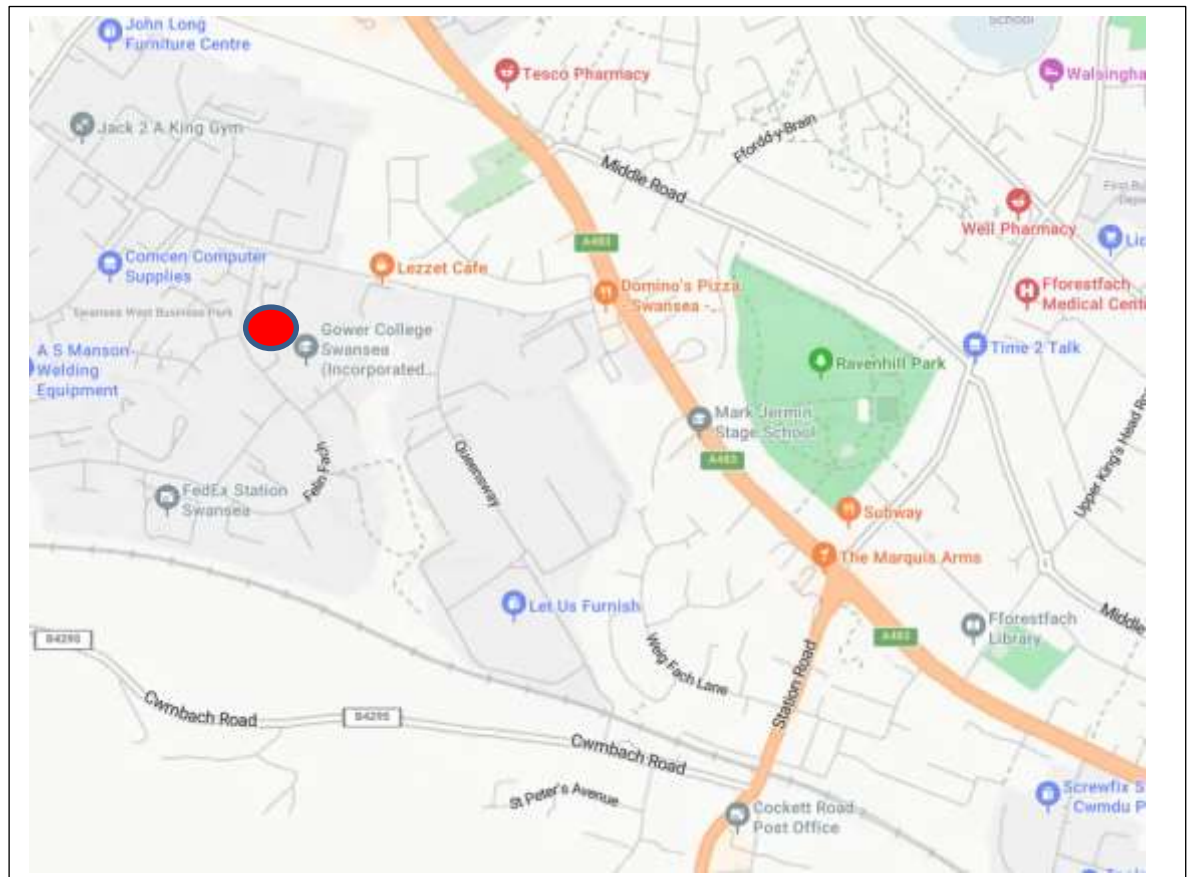 School
John Long
Furniture Centre
Tesco Pharmacy
Walsingha
Jack 2 A King Gym
Ffordd-y-Brain
Middle Road
Well Pharmacy
A483
Comcen Computer
Supplies
Lezzet Cafe
Domino's Pizza
Swansea -...
Fforestfach
Medical Cent
Swansea West Business Park
Gower College
Swansea
(Incorporated...
A S Manson-
Welding
Equipment
Time 2 Talk
Ravenhill Park
Mark Jermin
Stage School
A483
Upper King's Head Ro
Felin Fach
Queensway
FedEx Station
Swansea
Subway
The Marquis Arms
Let Us Furnish
Fforestfach
Library
Middle
A483
B4295
Weig Fach Lane
Station Road
Cwmbach Road
B4295
Cwmbach Road
St Peter's Avenue
Screwfix S
- Cwmdu P
Cockett Road
Post Office